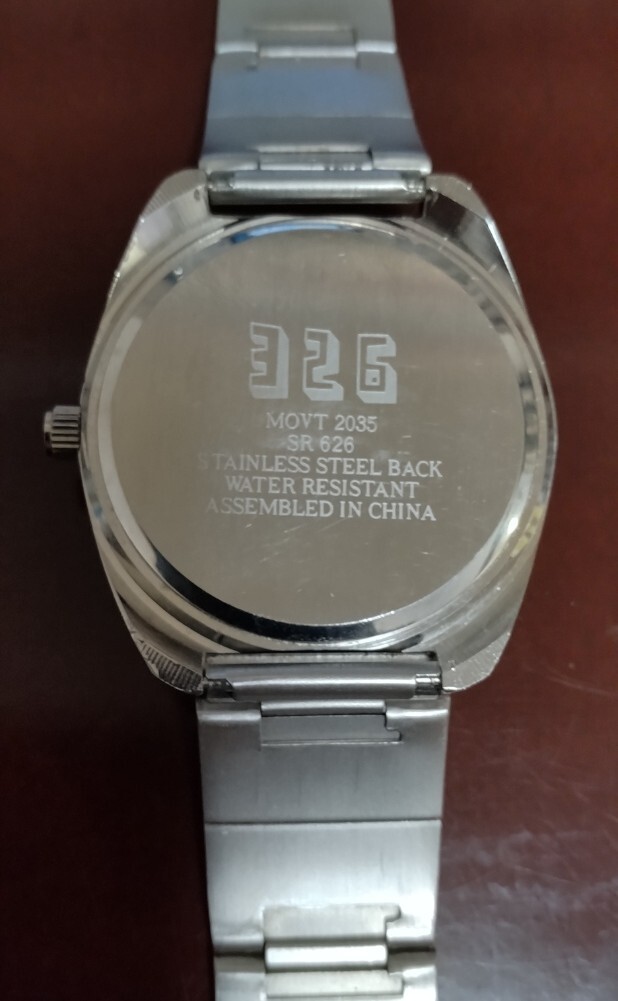 326
MOVT 2035
SR 626
STAINLESS STEEL BACK
WATER RESISTANT
ASSEMBLED IN CHINA